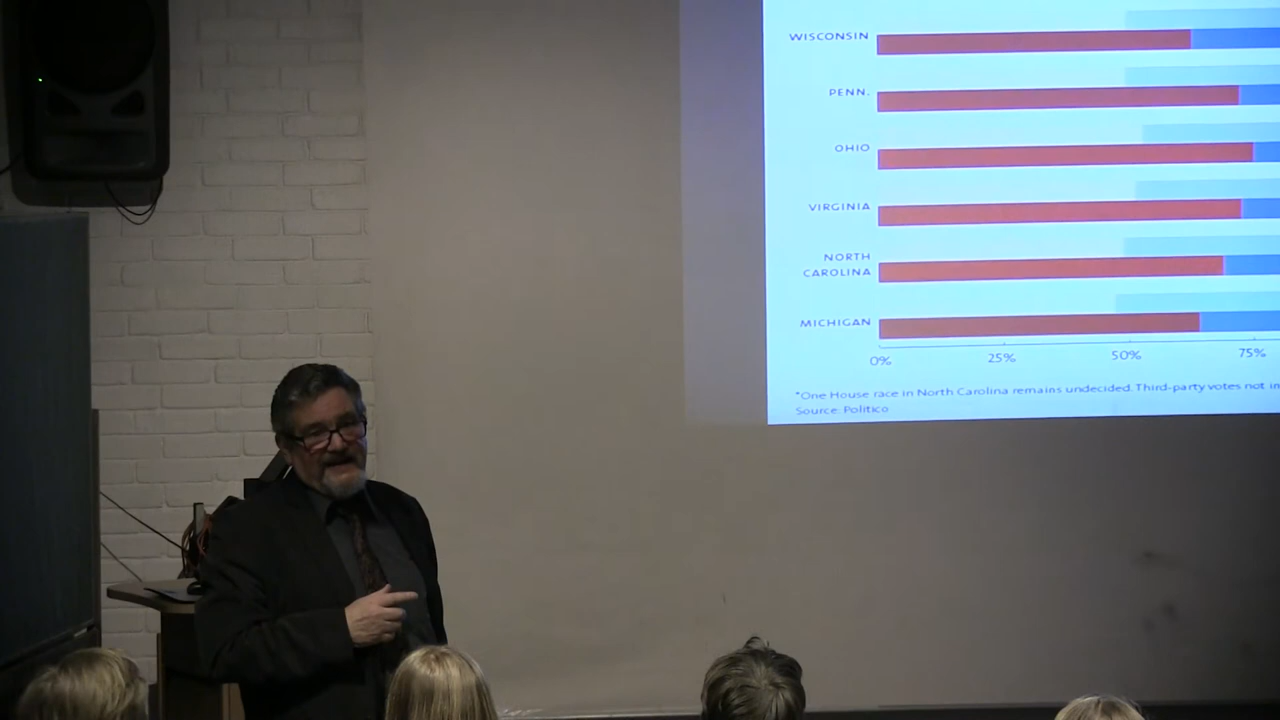 WISCONSIN
PENN.
OHIO
VIRGINIA
NORTH
CAROLINA
MICHIGAN
0% 25% 50% 75%
*One House race in North Carolina remains undecided. Third-party votes not in
Source: Politico